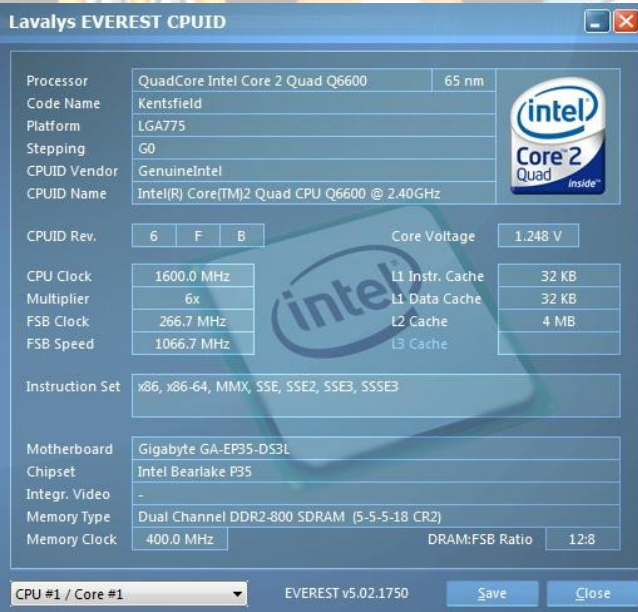 Lavalys EVEREST CPUID
Processor QuadCore Intel Core 2 Quad Q6600 65 nm
Code Name Kentsfield
Platform LGA775
Stepping G0
CPUID Vendor GenuineIntel
CPUID Name Intel(R) Core(TM)2 Quad CPU Q6600 @ 2.40GHz
intel
Core™2
Quad
inside™
CPUID Rev. 6 F B Core Voltage 1.248 V
CPU Clock 1600.0 MHz L1 Instr. Cache 32 KB
Multiplier 6x L1 Data Cache 32 KB
FSB Clock 266.7 MHz L2 Cache 4 MB
FSB Speed 1066.7 MHz L3 Cache
intel
Instruction Set x86, x86-64, MMX, SSE, SSE2, SSE3, SSSE3
Motherboard Gigabyte GA-EP35-DS3L
Chipset Intel Bearlake P35
Integr. Video -
Memory Type Dual Channel DDR2-800 SDRAM (5-5-5-18 CR2)
Memory Clock 400.0 MHz DRAM:FSB Ratio 12:8
CPU #1 / Core #1 EVEREST v5.02.1750 Save Close